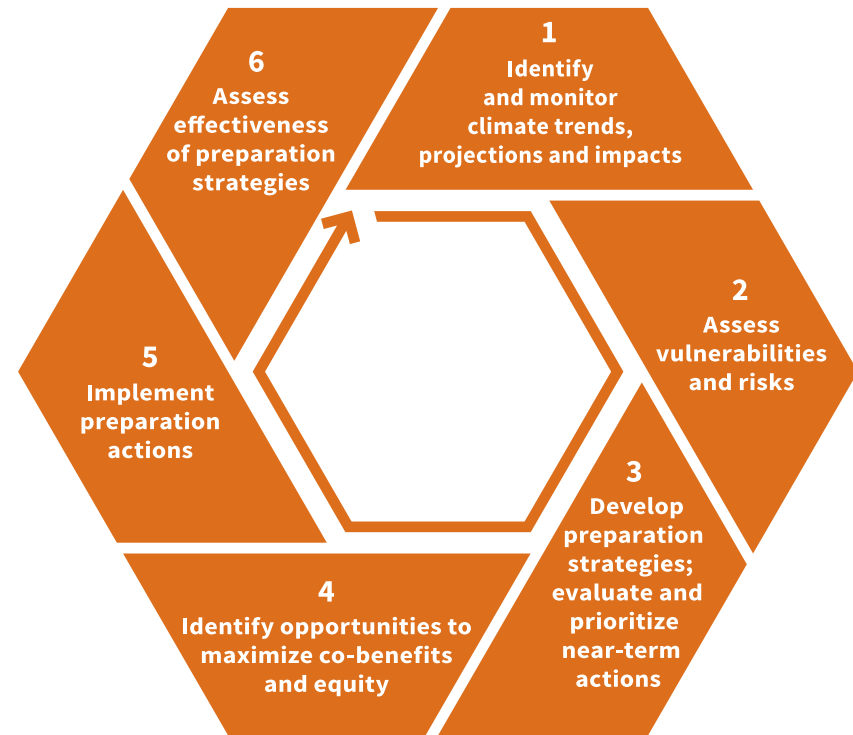 1
Identify
and monitor
climate trends,
projections and impacts
2
Assess
vulnerabilities
and risks
3
Develop
preparation
strategies;
evaluate and
prioritize
near-term
actions
4
Identify opportunities to
maximize co-benefits
and equity
5
Implement
preparation
actions
6
Assess
effectiveness
of preparation
strategies